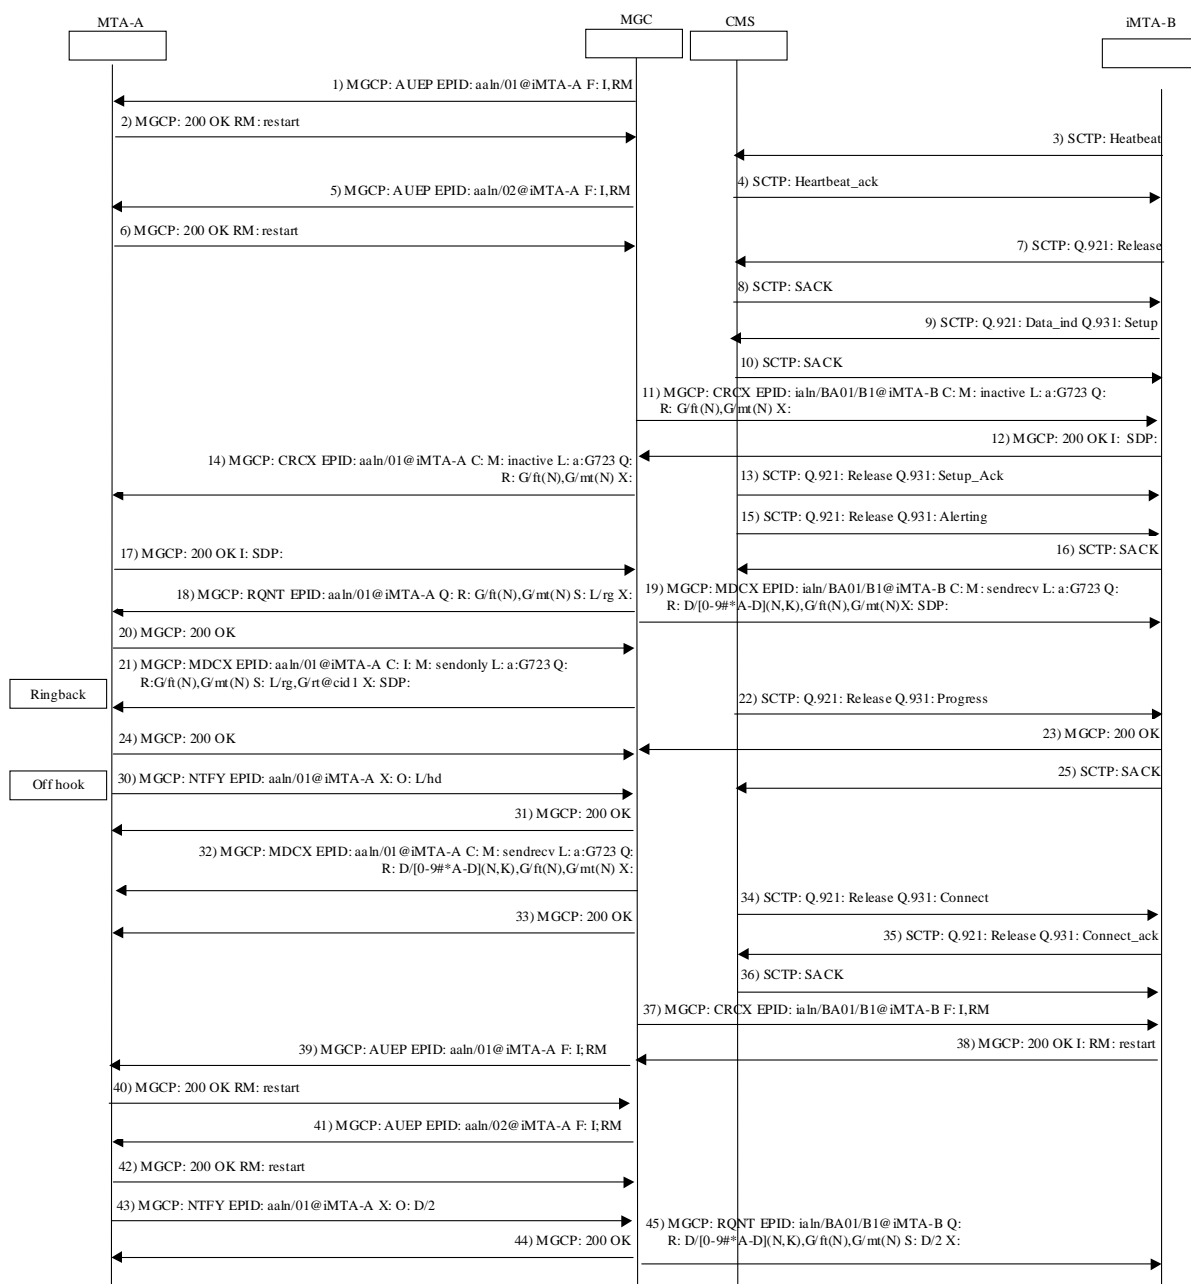 MTA-A
MGC
CMS
iMTA-B
1) MGCP: AUEP EPID: aaln/01@iMTA-A F: I,RM
2) MGCP: 200 OK RM: restart
3) SCTP: Heatbeat
4) SCTP: Heartbeat_ack
5) MGCP: AUEP EPID: aaln/02@iMTA-A F: I,RM
6) MGCP: 200 OK RM: restart
7) SCTP: Q.921: Release
8) SCTP: SACK
9) SCTP: Q.921: Data_ind Q.931: Setup
10) SCTP: SACK
11) MGCP: CRCX EPID: ialn/BA01/B1@iMTA-B C: M: inactive L: a:G723 Q:
R: G/ft(N),G/mt(N) X:
12) MGCP: 200 OK I: SDP:
14) MGCP: CRCX EPID: aaln/01@iMTA-A C: M: inactive L: a:G723 Q:
R: G/ft(N),G/mt(N) X:
13) SCTP: Q.921: Release Q.931: Setup_Ack
15) SCTP: Q.921: Release Q.931: Alerting
16) SCTP: SACK
17) MGCP: 200 OK I: SDP:
18) MGCP: RQNT EPID: aaln/01@iMTA-A Q: R: G/ft(N),G/mt(N) S: L/rg X:
19) MGCP: MDCX EPID: ialn/BA01/B1@iMTA-B C: M: sendrecv L: a:G723 Q:
R: D/[0-9#*A-D](N,K),G/ft(N),G/mt(N)X: SDP:
20) MGCP: 200 OK
21) MGCP: MDCX EPID: aaln/01@iMTA-A C: I: M: sendonly L: a:G723 Q:
R:G/ft(N),G/mt(N) S: L/rg,G/rt@cid1 X: SDP:
Ringback
22) SCTP: Q.921: Release Q.931: Progress
23) MGCP: 200 OK
24) MGCP: 200 OK
25) SCTP: SACK
Off hook
30) MGCP: NTFY EPID: aaln/01@iMTA-A X: O: L/hd
31) MGCP: 200 OK
32) MGCP: MDCX EPID: aaln/01@iMTA-A C: M: sendrecv L: a:G723 Q:
R: D/[0-9#*A-D](N,K),G/ft(N),G/mt(N) X:
34) SCTP: Q.921: Release Q.931: Connect
33) MGCP: 200 OK
35) SCTP: Q.921: Release Q.931: Connect_ack
36) SCTP: SACK
37) MGCP: CRCX EPID: ialn/BA01/B1@iMTA-B F: I,RM
38) MGCP: 200 OK I: RM: restart
39) MGCP: AUEP EPID: aaln/01@iMTA-A F: I;RM
40) MGCP: 200 OK RM: restart
41) MGCP: AUEP EPID: aaln/02@iMTA-A F: I;RM
42) MGCP: 200 OK RM: restart
43) MGCP: NTFY EPID: aaln/01@iMTA-A X: O: D/2
44) MGCP: 200 OK
45) MGCP: RQNT EPID: ialn/BA01/B1@iMTA-B Q:
R: D/[0-9#*A-D](N,K),G/ft(N),G/mt(N) S: D/2 X: